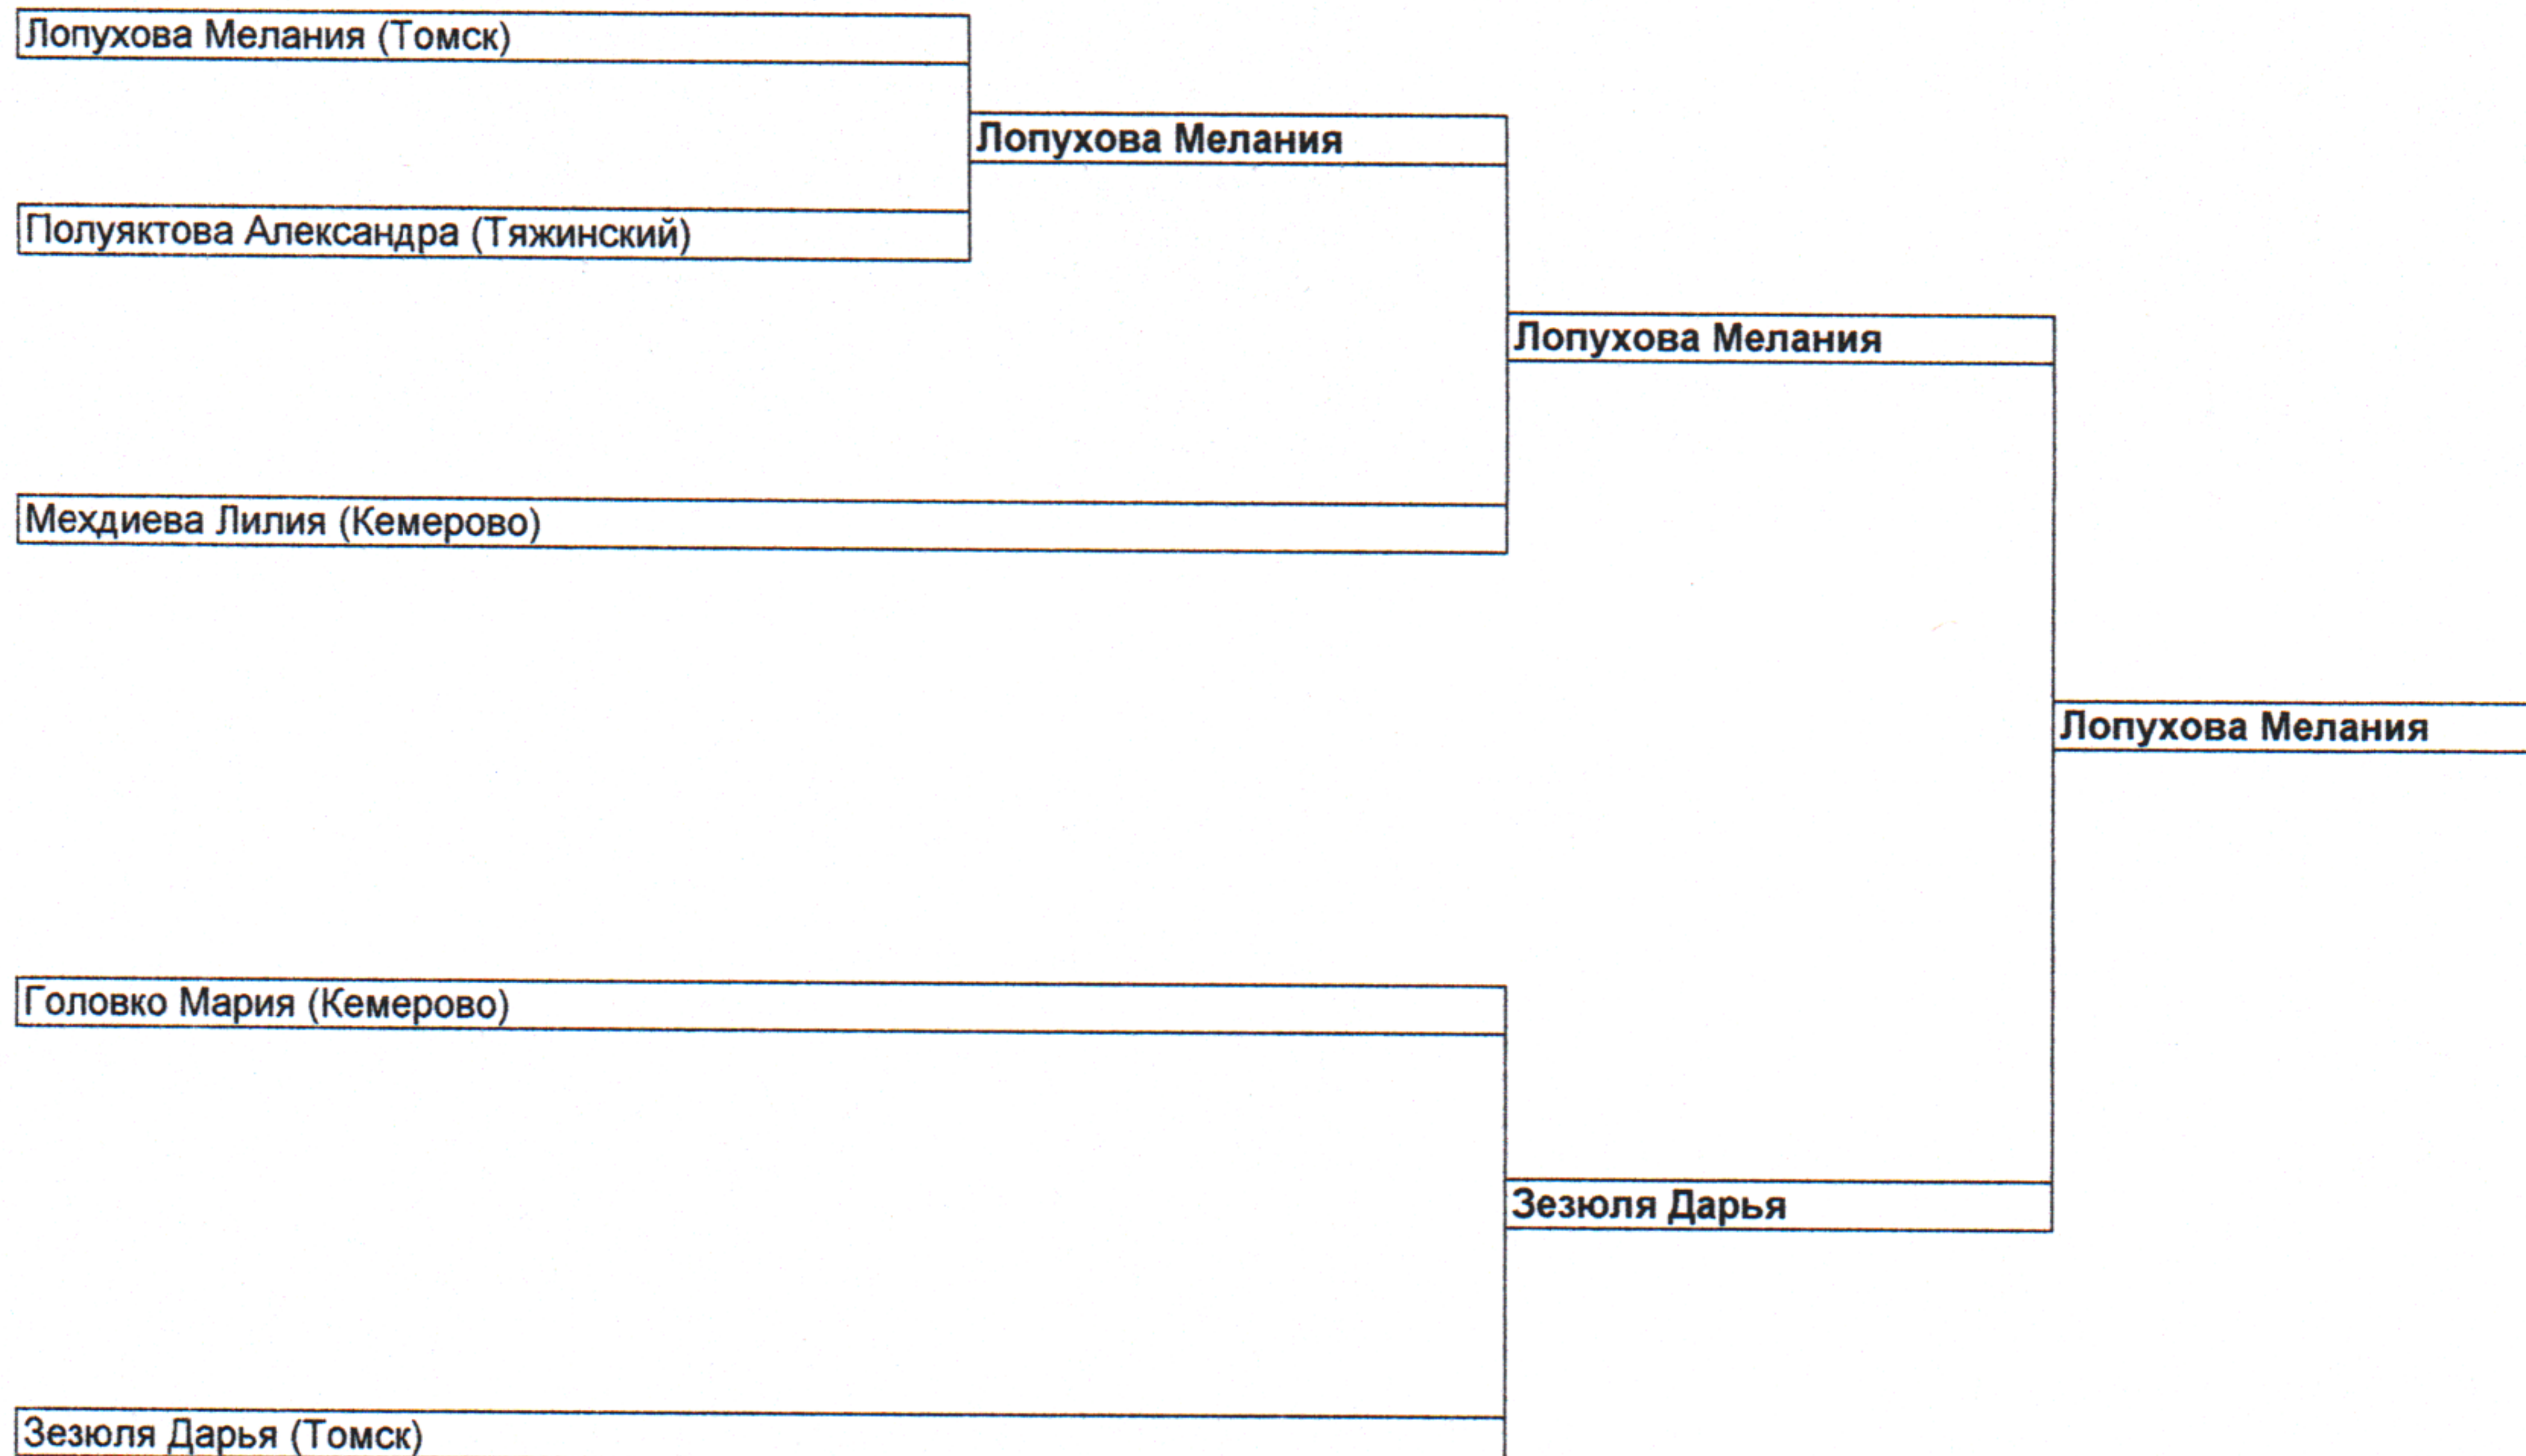 Лопухова Мелания (Томск)
Лопухова Мелания
Полуяктова Александра (Тяжинский)
Лопухова Мелания
Мехдиева Лилия (Кемерово)
Лопухова Мелания
Головко Мария (Кемерово)
Зезюля Дарья
Зезюля Дарья (Томск)